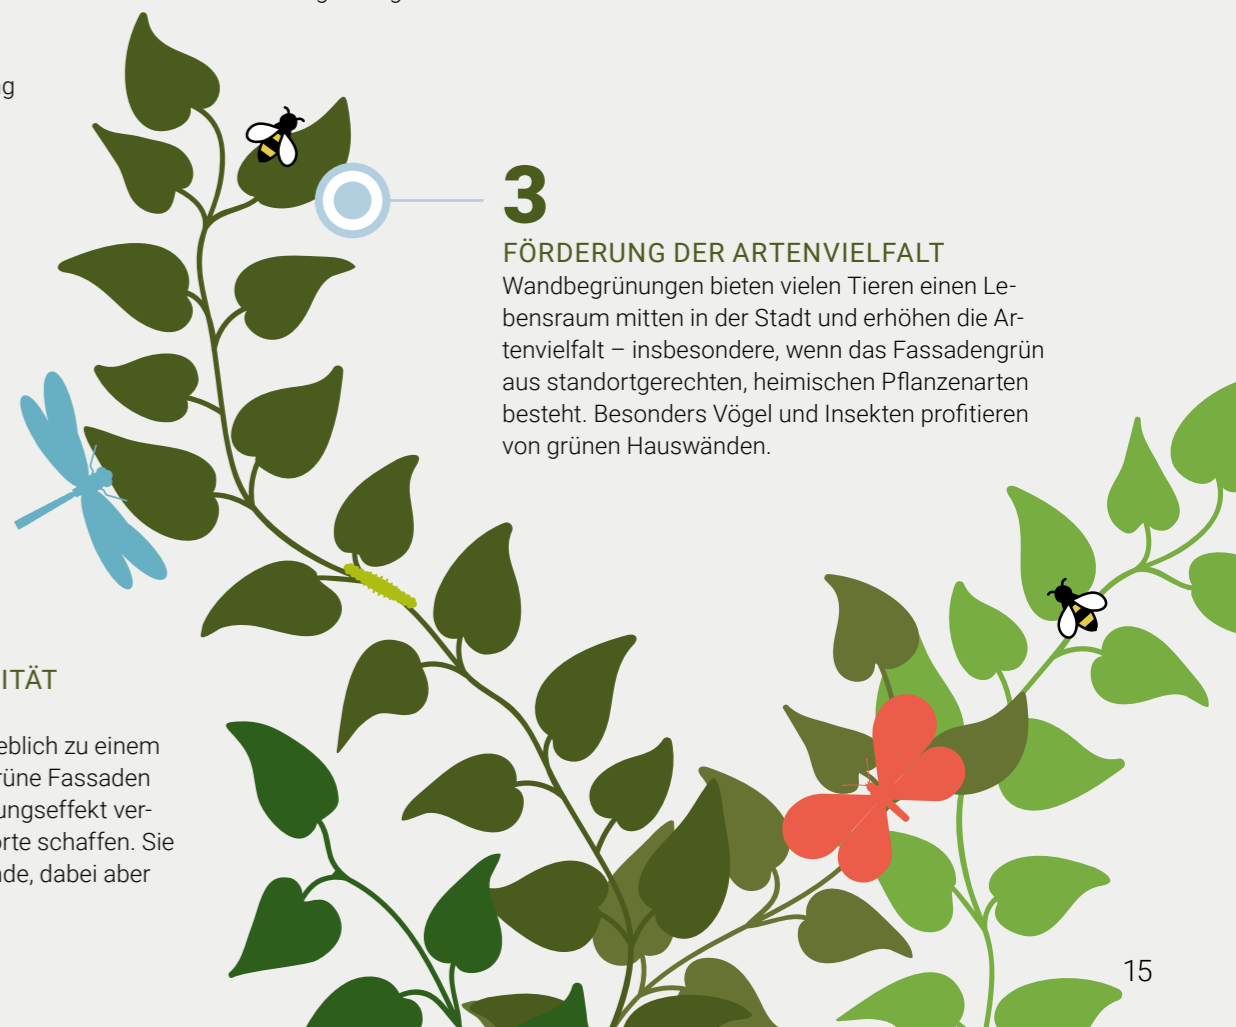 3
FÖRDERUNG DER ARTENVIELFALT
Wandbegrünungen bieten vielen Tieren einen Le-
bensraum mitten in der Stadt und erhöhen die Ar-
tenvielfalt – insbesondere, wenn das Fassadengrün
aus standortgerechten, heimischen Pflanzenarten
besteht. Besonders Vögel und Insekten profitieren
von grünen Hauswänden.
ITÄT
eblich zu einem
rüne Fassaden
ungseffekt ver-
orte schaffen. Sie
de, dabei aber
15